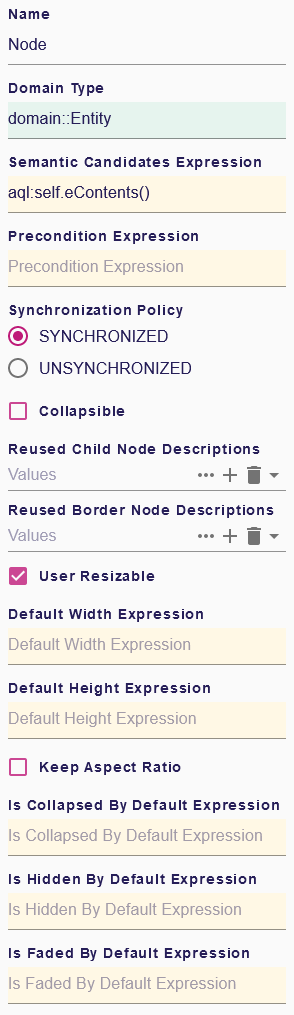 Name
Node
Domain Type
domain::Entity
Semantic Candidates Expression
aql:self.eContents()
Precondition Expression
Precondition Expression
Synchronization Policy
SYNCHRONIZED
UNSYNCHRONIZED
Collapsible
Reused Child Node Descriptions
Values
Reused Border Node Descriptions
Values
User Resizable
Default Width Expression
Default Width Expression
Default Height Expression
Default Height Expression
Keep Aspect Ratio
Is Collapsed By Default Expression
Is Collapsed By Default Expression
Is Hidden By Default Expression
Is Hidden By Default Expression
Is Faded By Default Expression
Is Faded By Default Expression